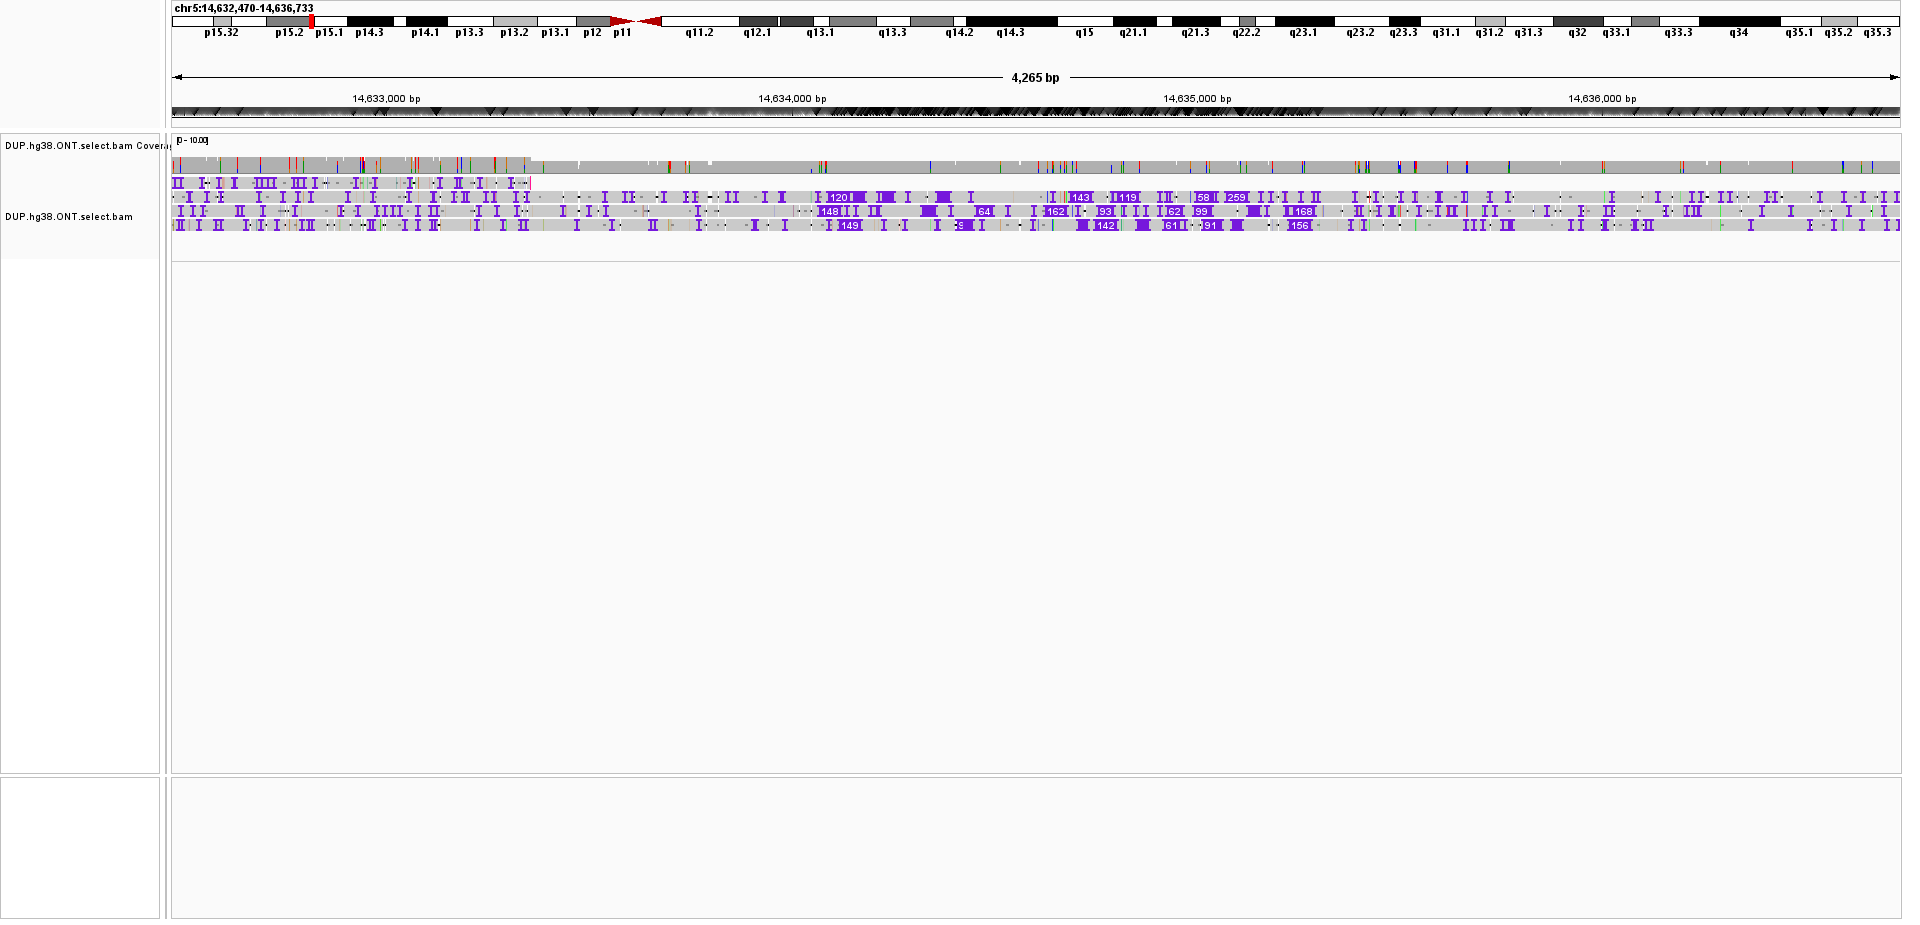 chr5:14,632,470-14,636,733
p15.32 p15.2 p15.1 p14.3 p14.1 p13.3 p13.2 p13.1 p12 p11 q11.2 q12.1 q13.1 q13.3 q14.2 q14.3 q15 q21.1 q21.3 q22.2 q23.1 q23.2 q23.3 q31.1 q31.2 q31.3 q32 q33.1 q33.3 q34 q35.1 q35.2 q35.3
4,265 bp
14,633,000 bp 14,634,000 bp 14,635,000 bp 14,636,000 bp
[0 - 10.00]
DUP.hg38.ONT.select.bam Covera
120 143 119 58 259
DUP.hg38.ONT.select.bam
148 64 162 93 62 99 168
149 142 61 91 156